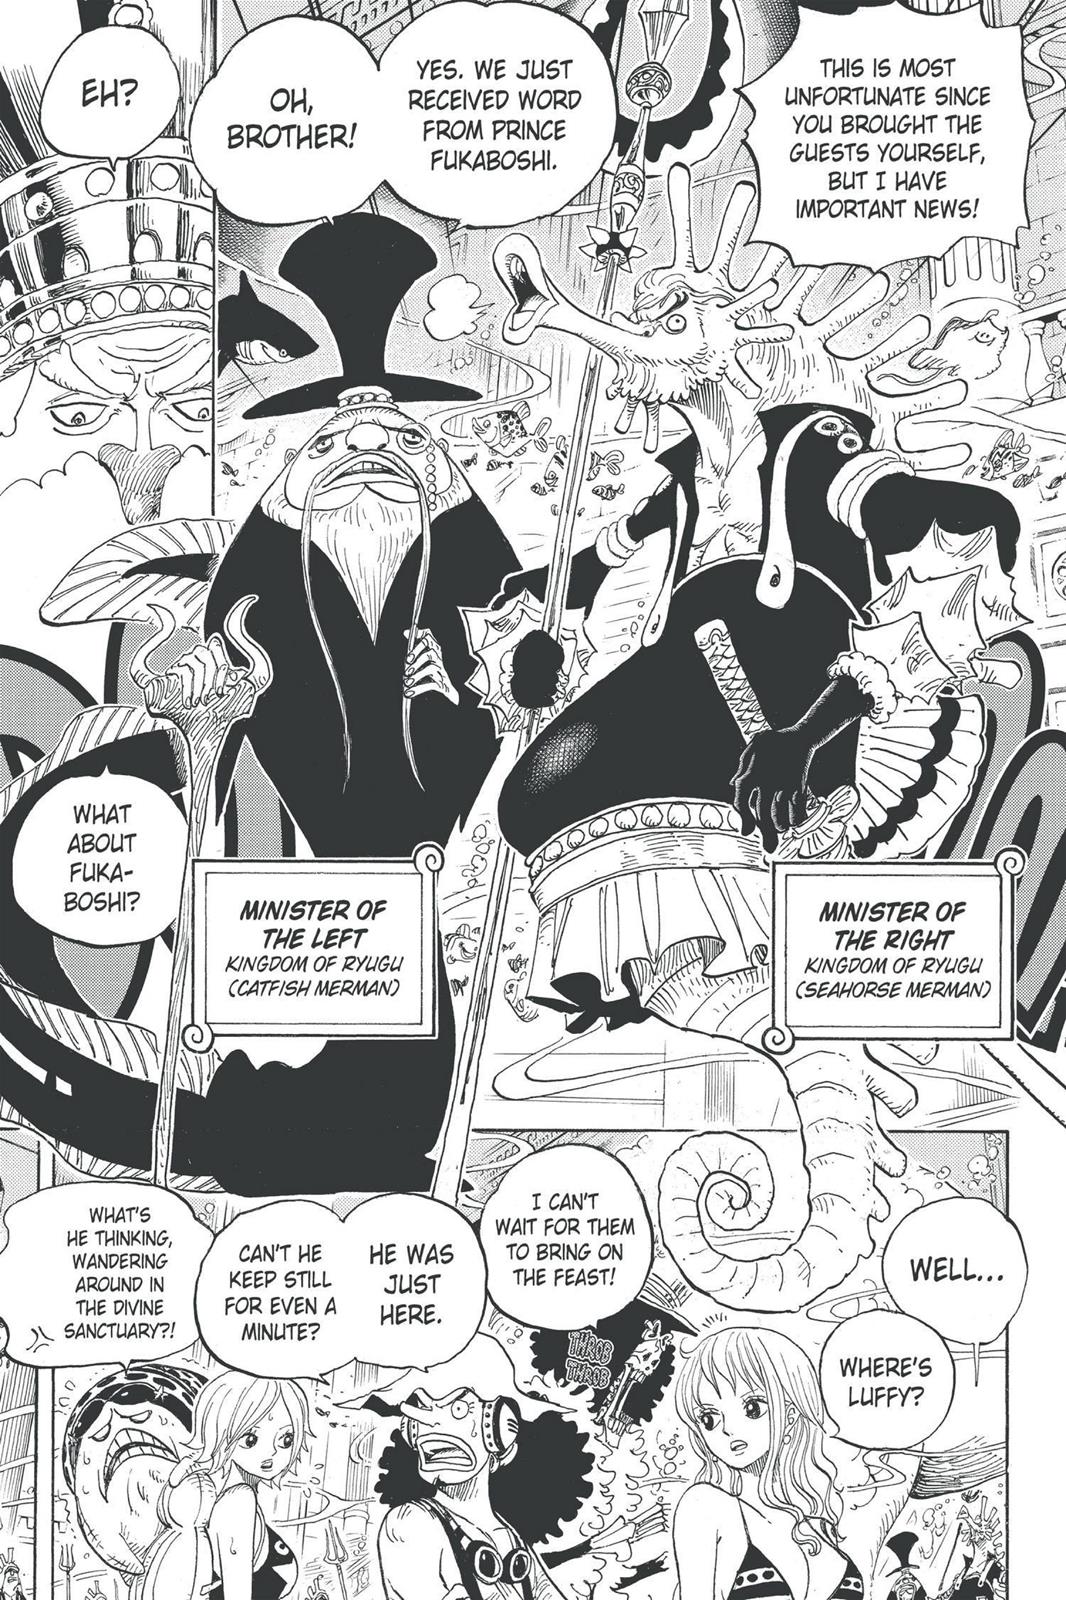 THIS IS MOST
UNFORTUNATE SINCE
YOU BROUGHT THE
GUESTS YOURSELF,
BUT I HAVE
IMPORTANT NEWS!
YES. WE JUST
RECEIVED WORD
FROM PRINCE
FUKABOSHI.
OH,
BROTHER!
EH?
WHAT
ABOUT
FUKA-
BOSHI?
MINISTER OF
THE RIGHT
KINGDOM OF RYUGU
(SEAHORSE MERMAN)
MINISTER OF
THE LEFT
KINGDOM OF RYUGU
(CATFISH MERMAN)
WELL...
WHERE'S
LUFFY?
I CAN'T
WAIT FOR THEM
TO BRING ON
THE FEAST!
THROB
THROB
HE WAS
JUST
HERE.
CAN'T HE
KEEP STILL
FOR EVEN A
MINUTE?
WHAT'S
HE THINKING,
WANDERING
AROUND IN
THE DIVINE
SANCTUARY?!